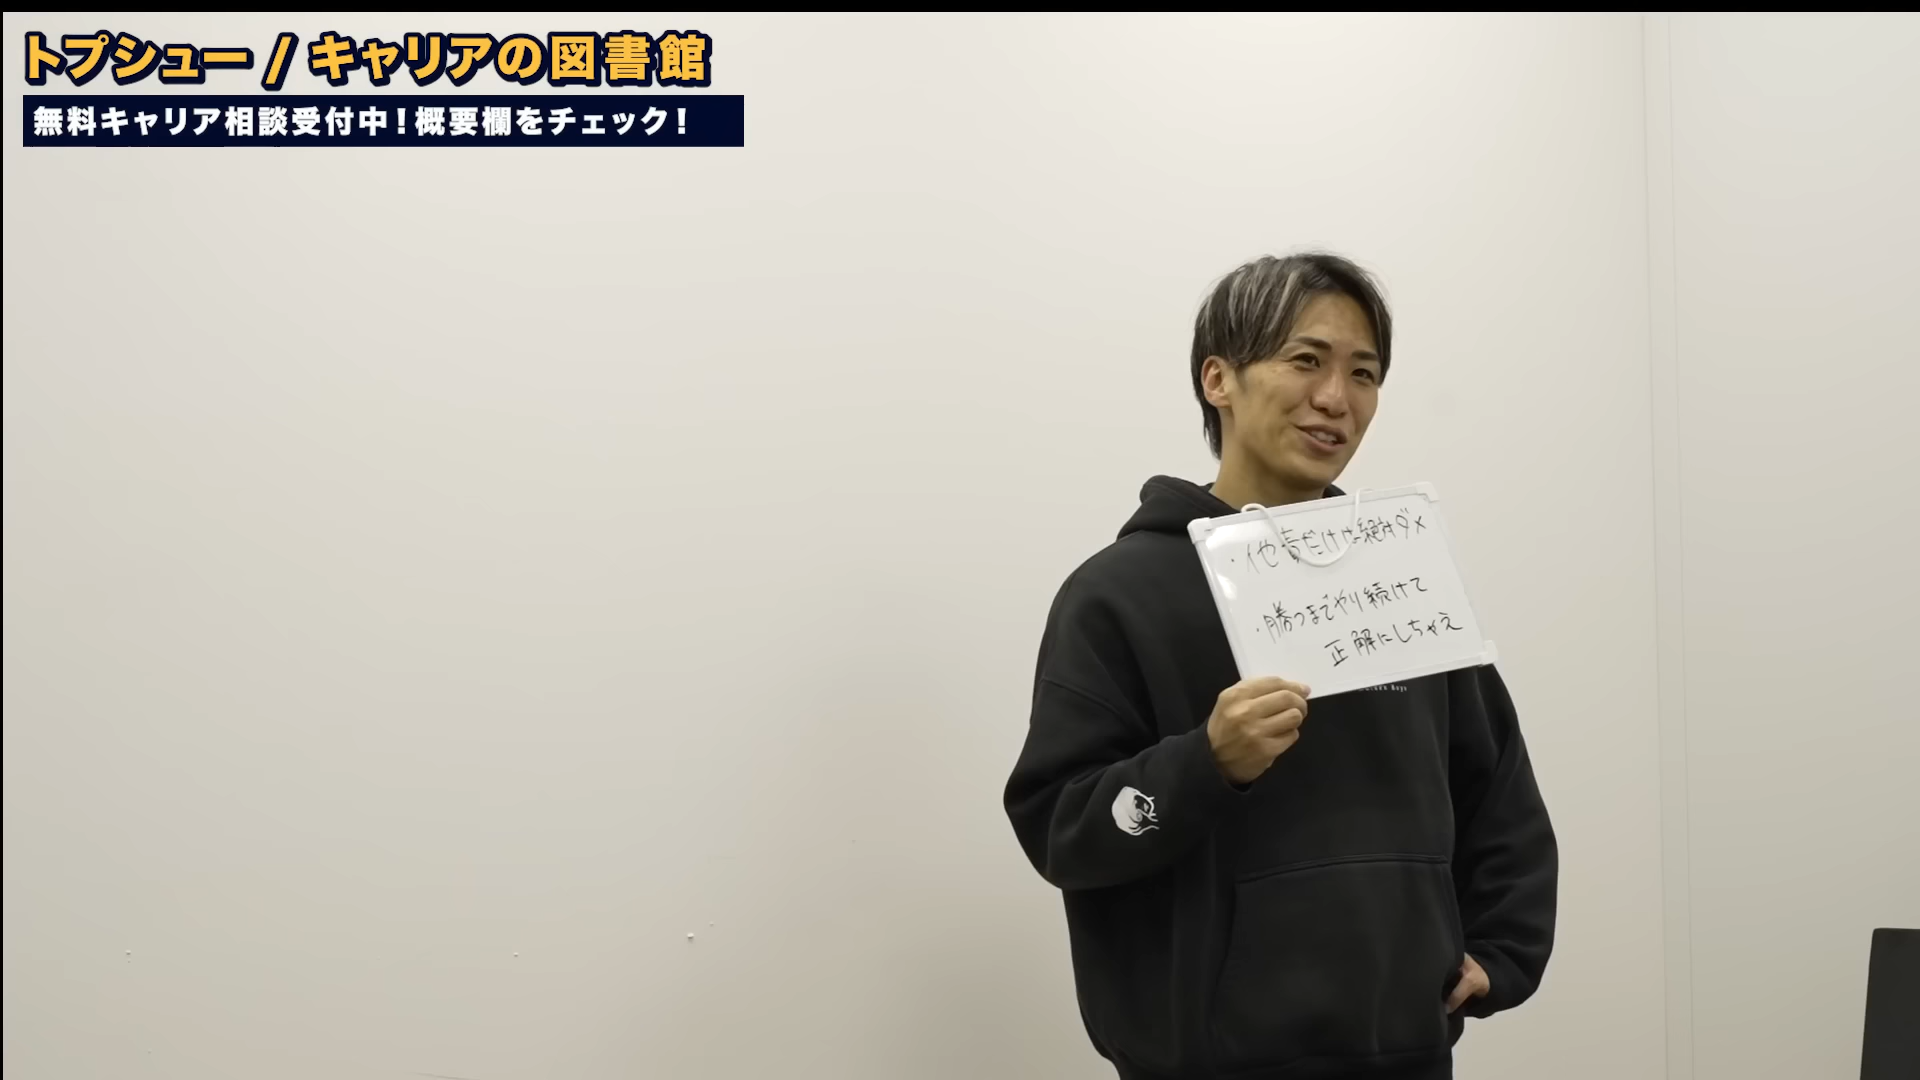 トプシュー / キャリアの図書館
無料キャリア相談受付中！概要欄をチェック！
・他責だけは絶対ダメ
・勝つまでやり続けて
正解にしちゃえ